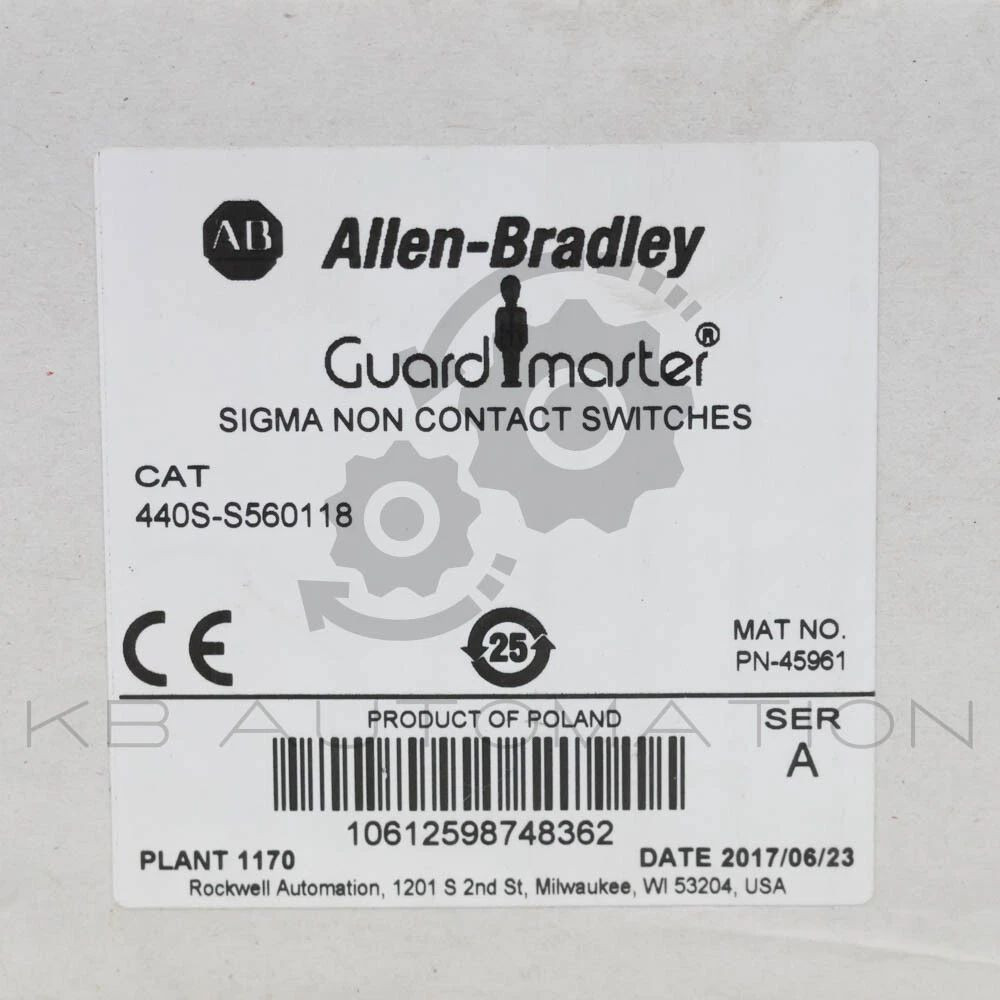 AB Allen-Bradley
Guardmaster®
SIGMA NON CONTACT SWITCHES
CAT
440S-S560118
CE
25
MAT NO.
PN-45961
KB AUTOMATION
PRODUCT OF POLAND
SER
A
10612598748362
PLANT 1170
DATE 2017/06/23
Rockwell Automation, 1201 S 2nd St, Milwaukee, WI 53204, USA